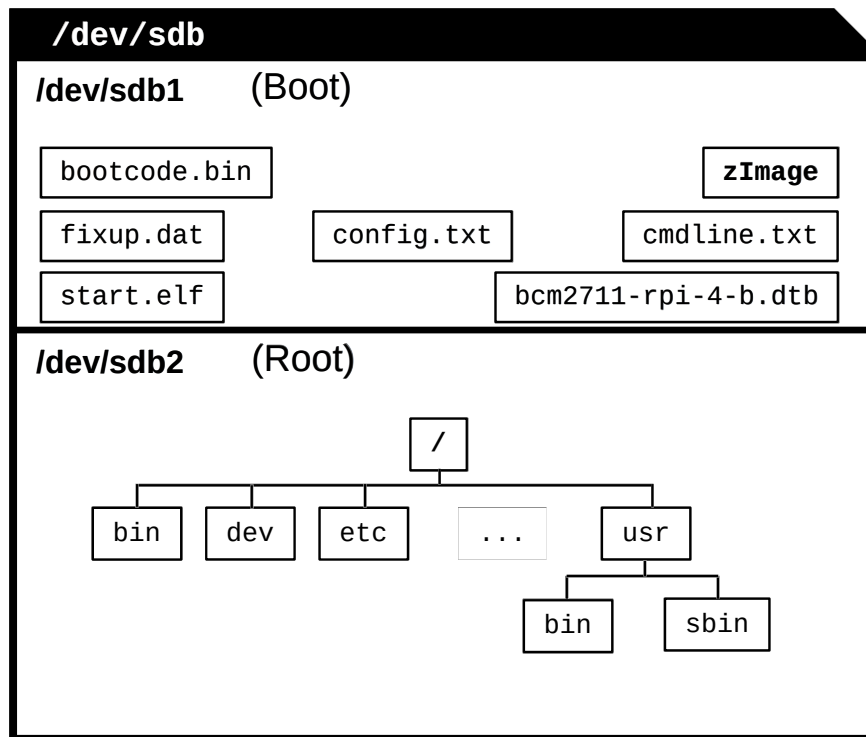 /dev/sdb
/dev/sdb1 (Boot)
bootcode.bin zImage
fixup.dat config.txt cmdline.txt
start.elf bcm2711-rpi-4-b.dtb
/dev/sdb2 (Root)
/
bin dev etc ... usr
bin sbin